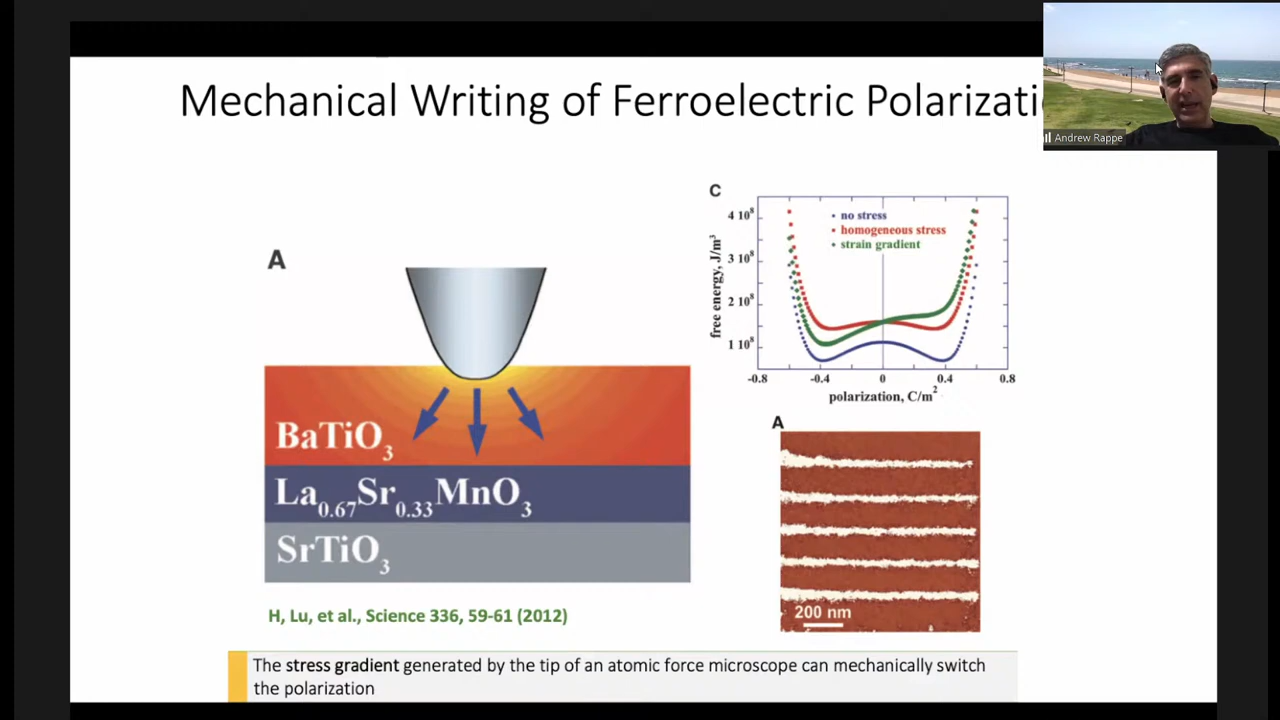 Mechanical Writing of Ferroelectric Polarizati
Andrew Rappe
A
BaTiO3
La0.67Sr0.33MnO3
SrTiO3
H, Lu, et al., Science 336, 59-61 (2012)
C
4 10^8
3 10^8
2 10^8
1 10^8
free energy, J/m^3
no stress
homogeneous stress
strain gradient
-0.8 -0.4 0 0.4 0.8
polarization, C/m^2
A
200 nm
The stress gradient generated by the tip of an atomic force microscope can mechanically switch
the polarization